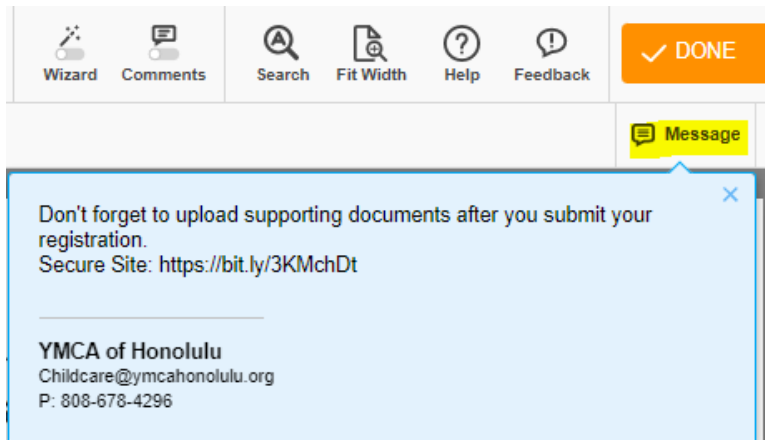 Wizard Comments Search Fit Width Help Feedback DONE
Message
Don't forget to upload supporting documents after you submit your
registration.
Secure Site: https://bit.ly/3KMchDt
YMCA of Honolulu
Childcare@ymcahonolulu.org
P: 808-678-4296